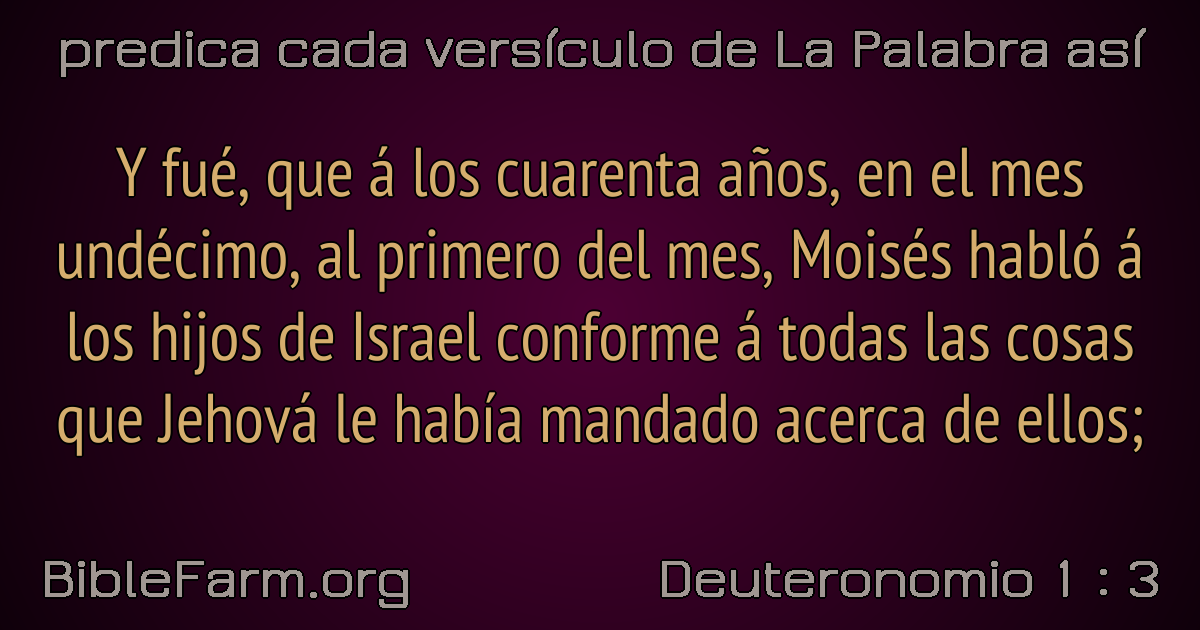 predica cada versículo de La Palabra así
Y fué, que á los cuarenta años, en el mes
undécimo, al primero del mes, Moisés habló á
los hijos de Israel conforme á todas las cosas
que Jehová le había mandado acerca de ellos;
BibleFarm.org
Deuteronomio 1 : 3